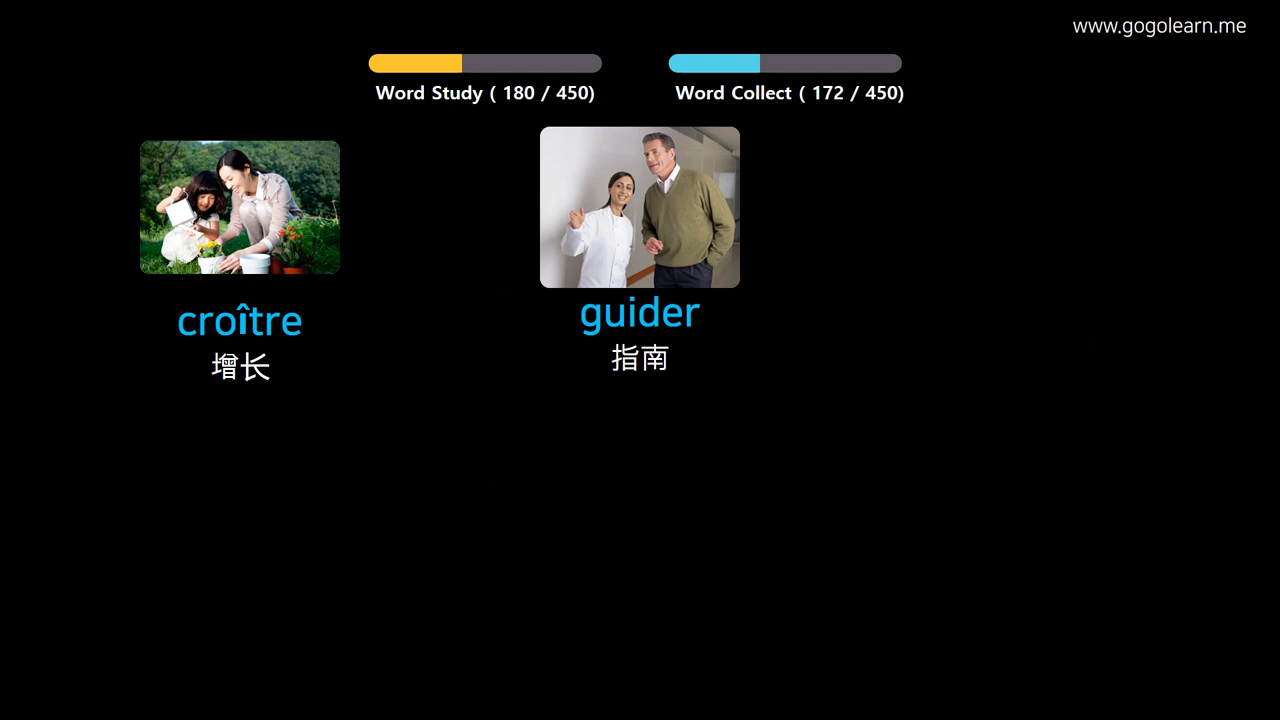 www.gogolearn.me
Word Study ( 180 / 450)
Word Collect ( 172 / 450)
croître
增长
guider
指南